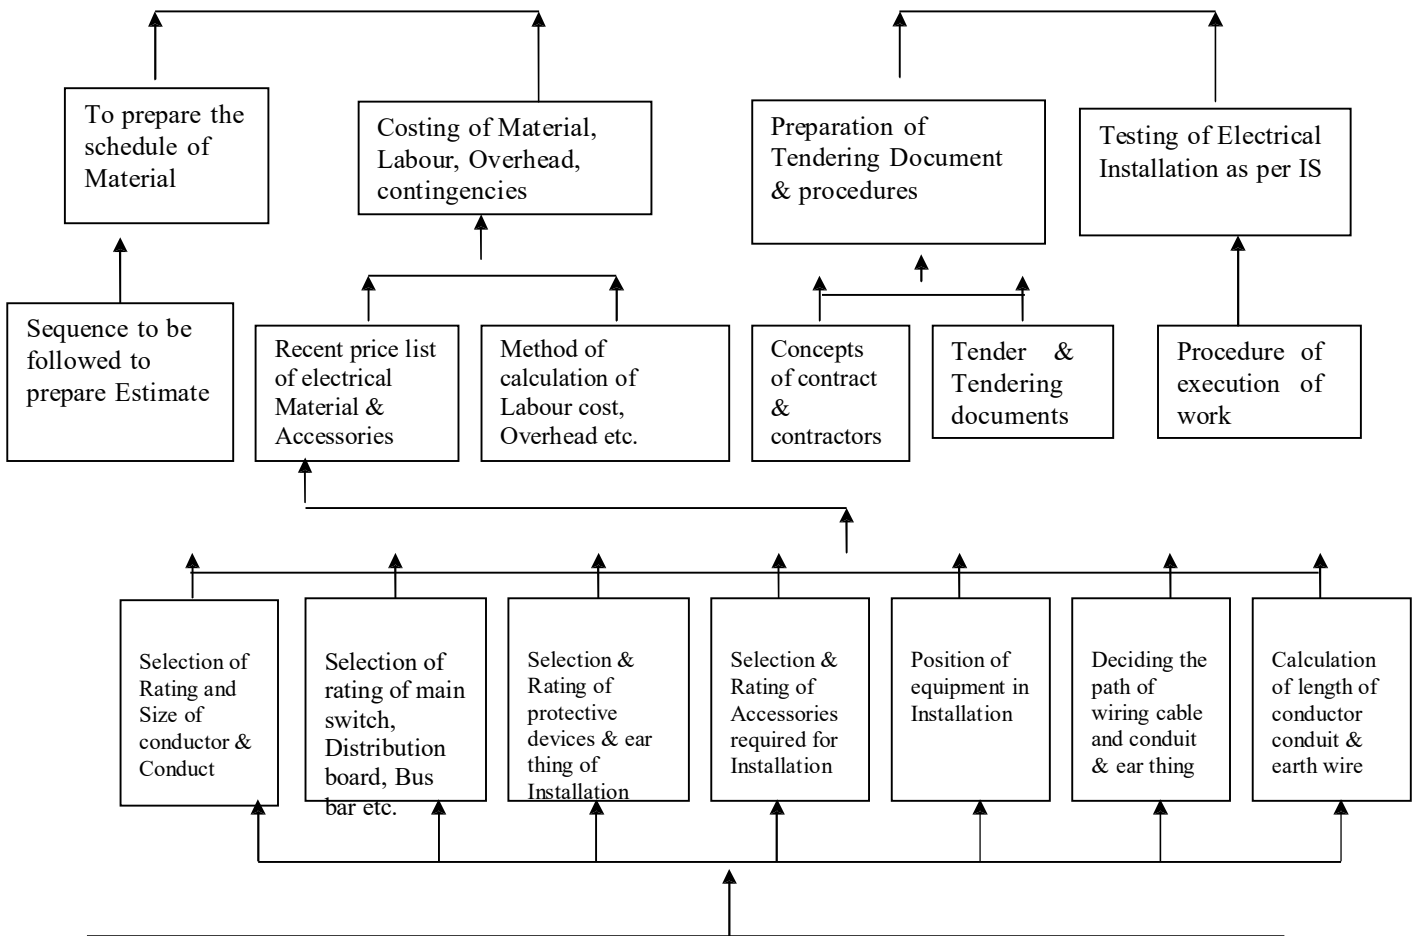 To prepare the
schedule of
Material
Costing of Material,
Labour, Overhead,
contingencies
Preparation of
Tendering Document
& procedures
Testing of Electrical
Installation as per IS
Sequence to be
followed to
prepare Estimate
Recent price list
of electrical
Material &
Accessories
Method of
calculation of
Labour cost,
Overhead etc.
Concepts
of contract
&
contractors
Tender &
Tendering
documents
Procedure of
execution of
work
Selection of
Rating and
Size of
conductor &
Conduct
Selection of
rating of main
switch,
Distribution
board, Bus
bar etc.
Selection &
Rating of
protective
devices & ear
thing of
Installation
Selection &
Rating of
Accessories
required for
Installation
Position of
equipment in
Installation
Deciding the
path of
wiring cable
and conduit
& ear thing
Calculation
of length of
conductor
conduit &
earth wire